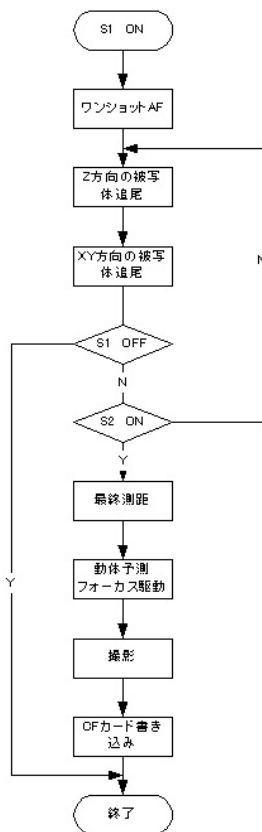 S1 ON
ワンショットAF
Z方向の被写
体追尾
XY方向の被写
体追尾
S1 OFF
N
S2 ON
N
Y
最終測距
動体予測
フォーカス駆動
Y
撮影
CFカード書き
込み
終了